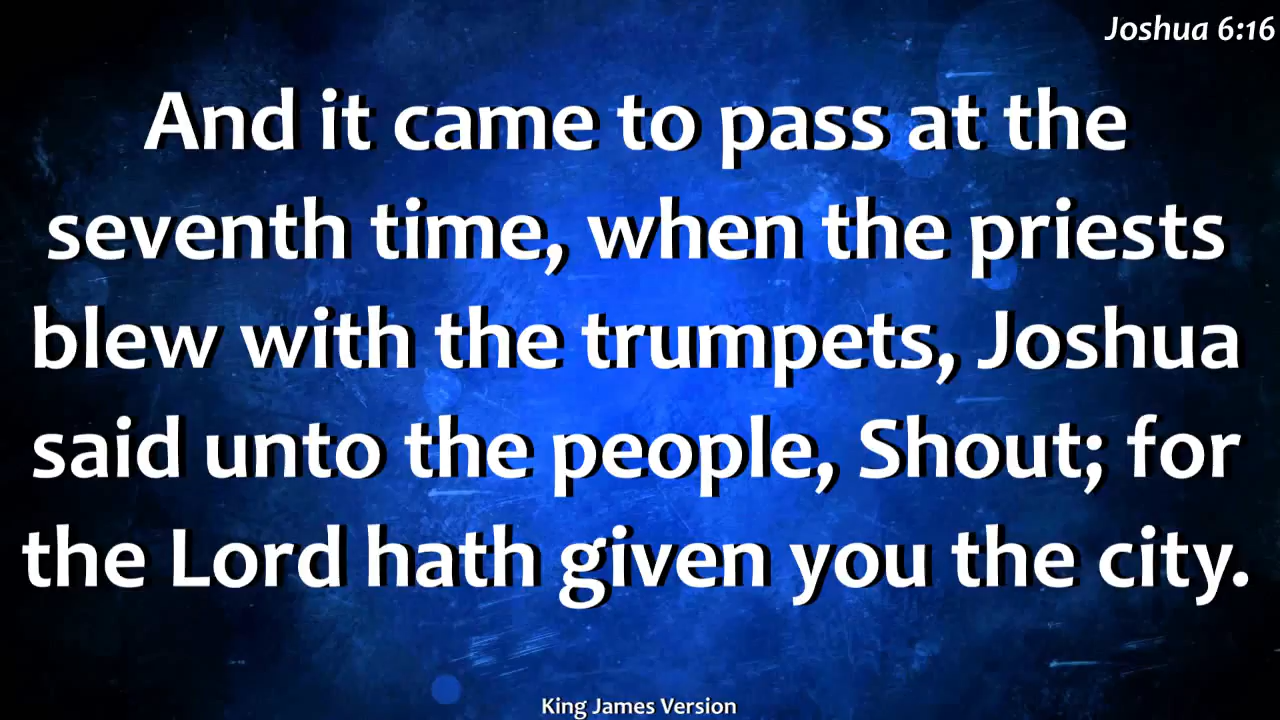 Joshua 6:16
And it came to pass at the
seventh time, when the priests
blew with the trumpets, Joshua
said unto the people, Shout; for
the Lord hath given you the city.
King James Version